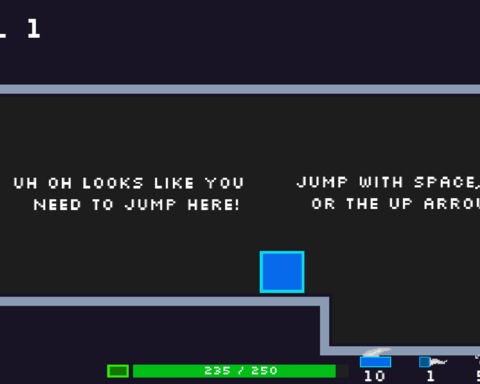 1
UH OH LOOKS LIKE YOU
NEED TO JUMP HERE!
JUMP WITH SPACE,
OR THE UP
235 / 250
10
1